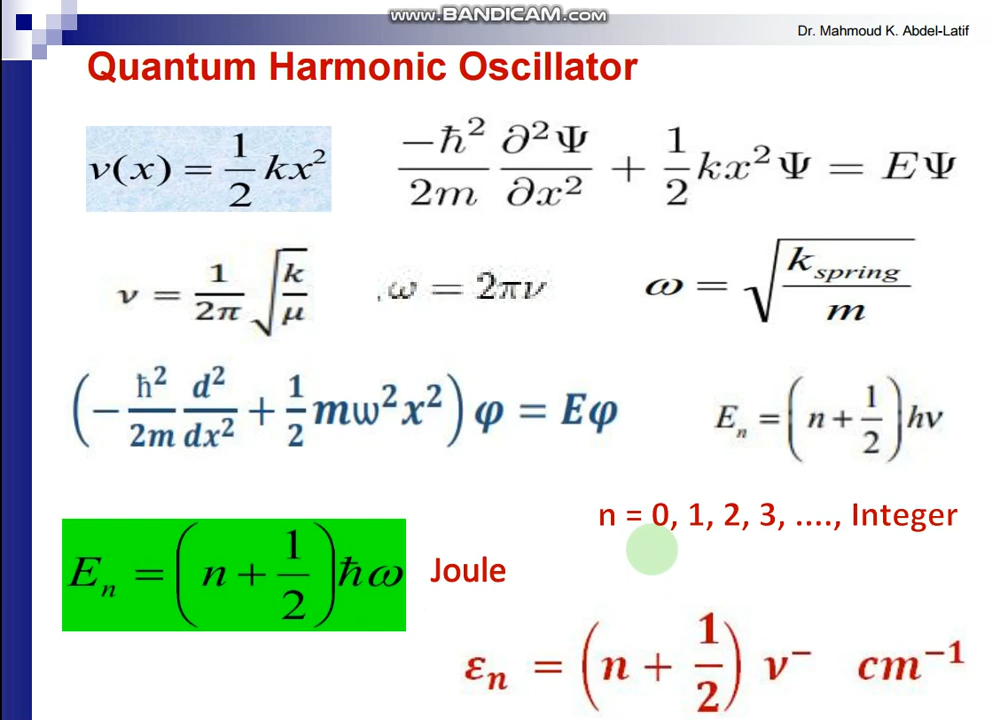 www.BANDICAM.com
Dr. Mahmoud K. Abdel-Latif
Quantum Harmonic Oscillator
v(x) = 1/2 kx²
−ħ²/2m ∂²Ψ/∂x² + 1/2 kx²Ψ = EΨ
ν = 1/2π √(k/μ)
.ω = 2πν
ω = √(k_spring/m)
(−ħ²/2m d²/dx² + 1/2 mω²x²) φ = Eφ
E_n = (n + 1/2) hν
n = 0, 1, 2, 3, ...., Integer
E_n = (n + 1/2) ħω Joule
ε_n = (n + 1/2) ν⁻ cm⁻¹